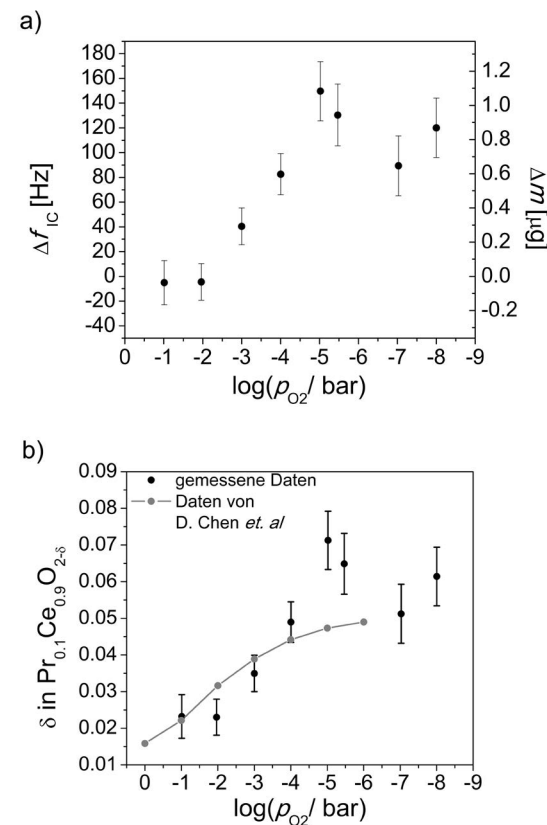 a)
180
160
140
120
100
80
60
40
20
0
-20
-40
Δf_IC [Hz]
1.2
1.0
0.8
0.6
0.4
0.2
0.0
-0.2
Δm [µg]
0 -1 -2 -3 -4 -5 -6 -7 -8 -9
log(p_O2/ bar)
b)
0.09
0.08
0.07
0.06
0.05
0.04
0.03
0.02
0.01
δ in Pr_0.1Ce_0.9O_2-δ
gemessene Daten
Daten von
D. Chen et. al
0 -1 -2 -3 -4 -5 -6 -7 -8 -9
log(p_O2/ bar)